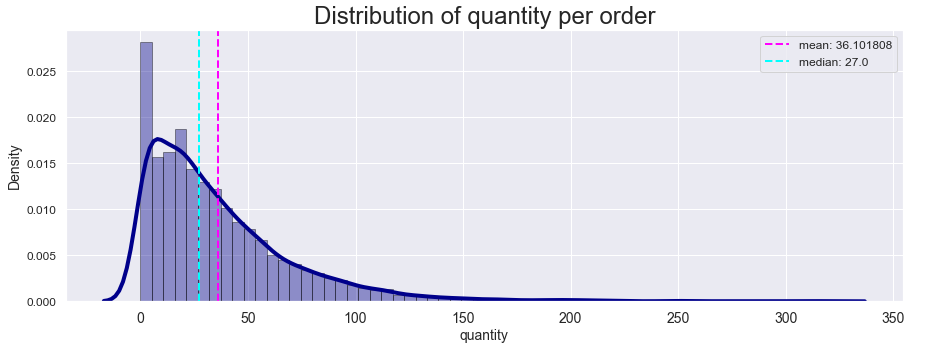 Distribution of quantity per order
mean: 36.101808
median: 27.0
Density
0.025
0.020
0.015
0.010
0.005
0.000
0 50 100 150 200 250 300 350
quantity